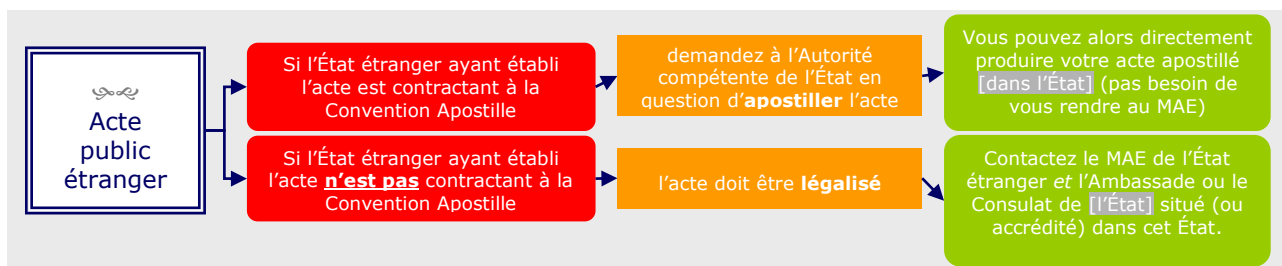 Acte
public
étranger
Si l'État étranger ayant établi
l'acte est contractant à la
Convention Apostille
demandez à l'Autorité
compétente de l'État en
question d'apostiller l'acte
Vous pouvez alors directement
produire votre acte apostillé
[dans l'État] (pas besoin de
vous rendre au MAE)
Si l'État étranger ayant établi
l'acte n'est pas contractant à la
Convention Apostille
l'acte doit être légalisé
Contactez le MAE de l'État
étranger et l'Ambassade ou le
Consulat de [l'État] situé (ou
accrédité) dans cet État.